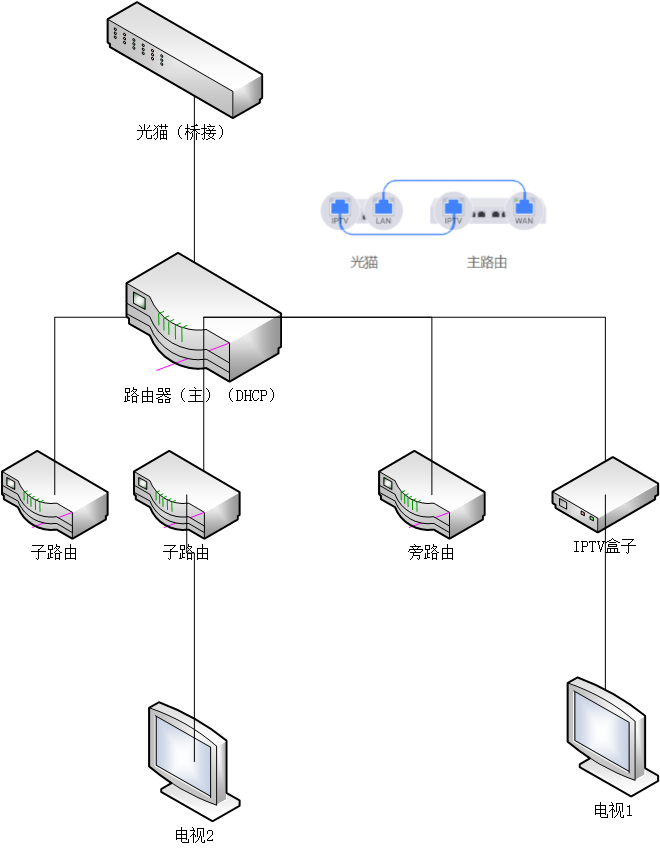 光猫（桥接）
IPTV
LAN
IPTV
WAN
光猫
主路由
路由器（主）（DHCP）
子路由
子路由
旁路由
IPTV盒子
电视1
电视2